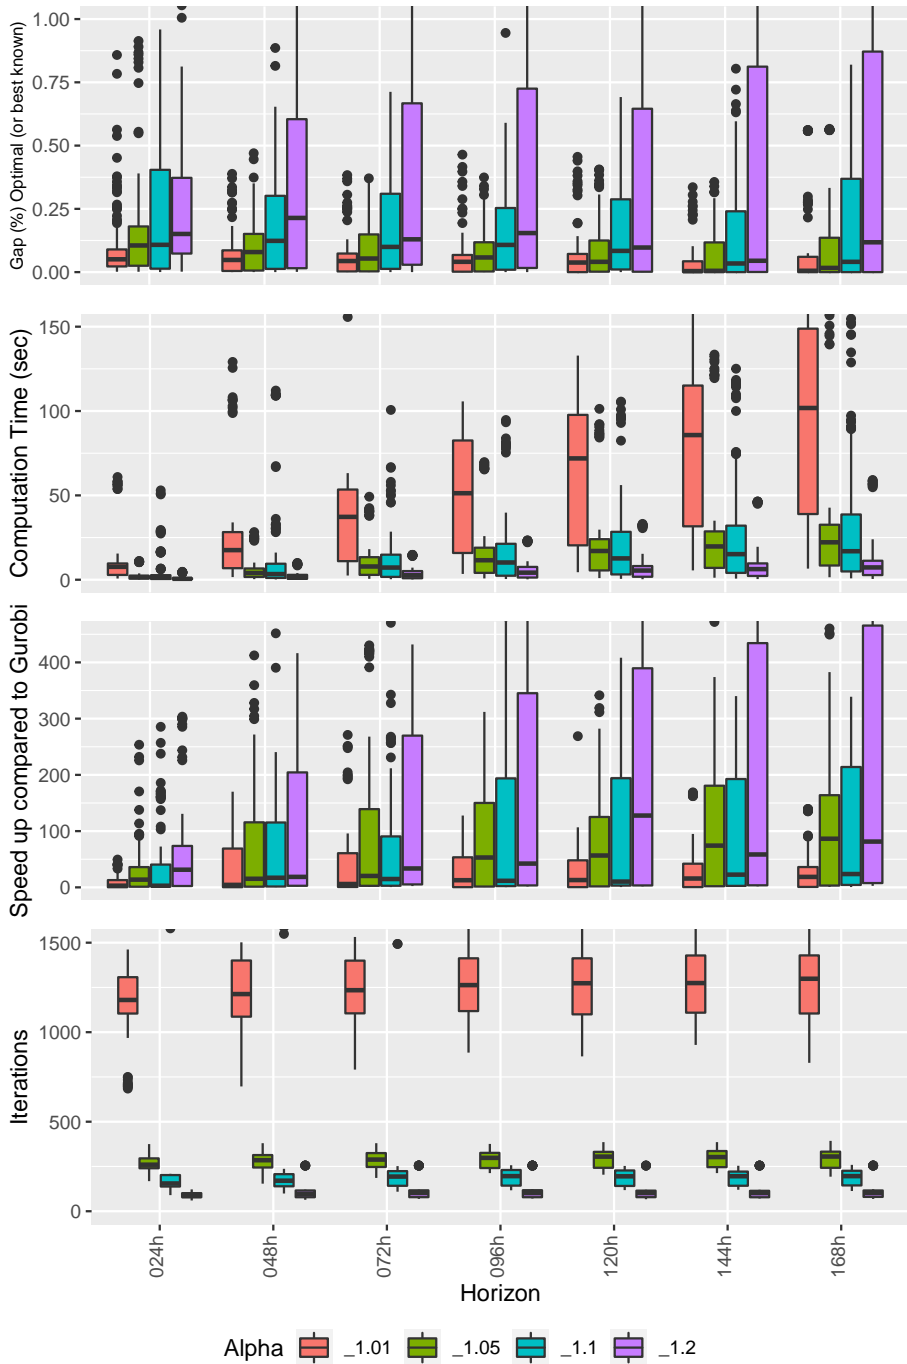 Gap (%) Optimal (or best known)
1.00
0.75
0.50
0.25
0.00
Computation Time (sec)
150
100
50
0
Speed up compared to Gurobi
400
300
200
100
0
Iterations
1500
1000
500
0
024h
048h
072h
096h
120h
144h
168h
Horizon
Alpha _1.01 _1.05 _1.1 _1.2